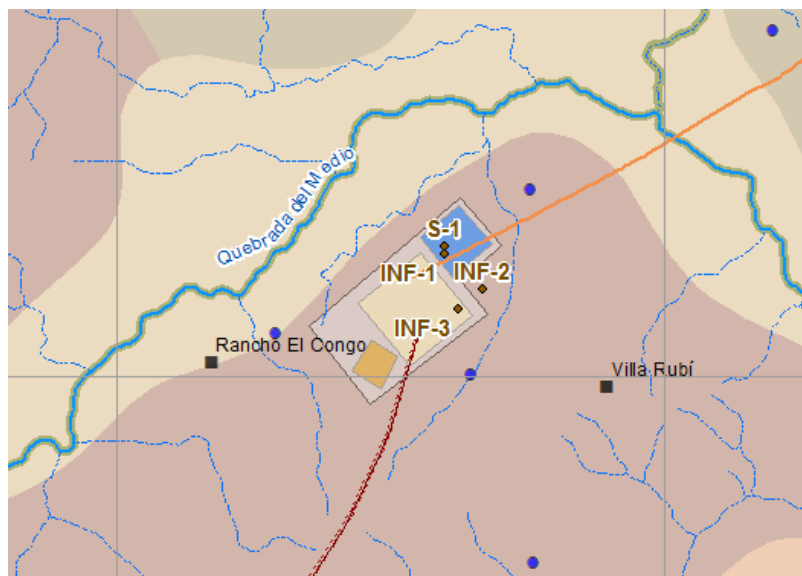 Quebrada del Medio
S-1
INF-1
INF-2
INF-3
Rancho El Congo
Villa Rubí